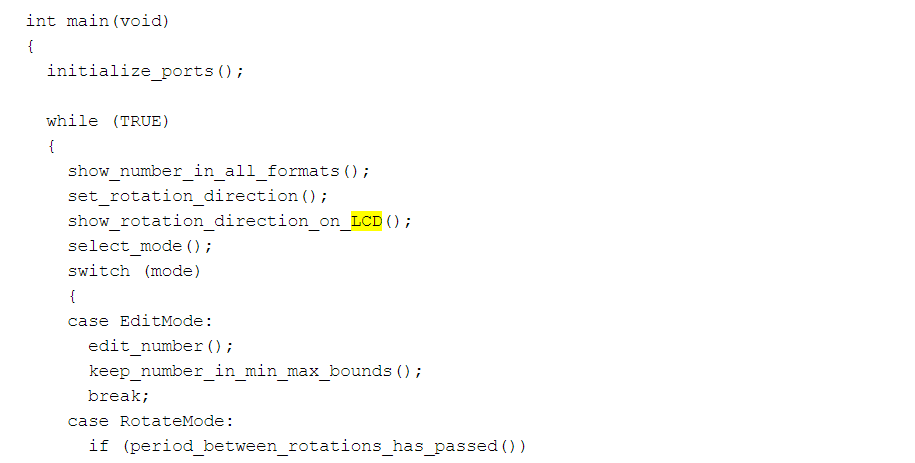 int main(void)
{
initialize_ports();
while (TRUE)
{
show_number_in_all_formats();
set_rotation_direction();
show_rotation_direction_on_LCD();
select_mode();
switch (mode)
{
case EditMode:
edit_number();
keep_number_in_min_max_bounds();
break;
case RotateMode:
if (period_between_rotations_has_passed())